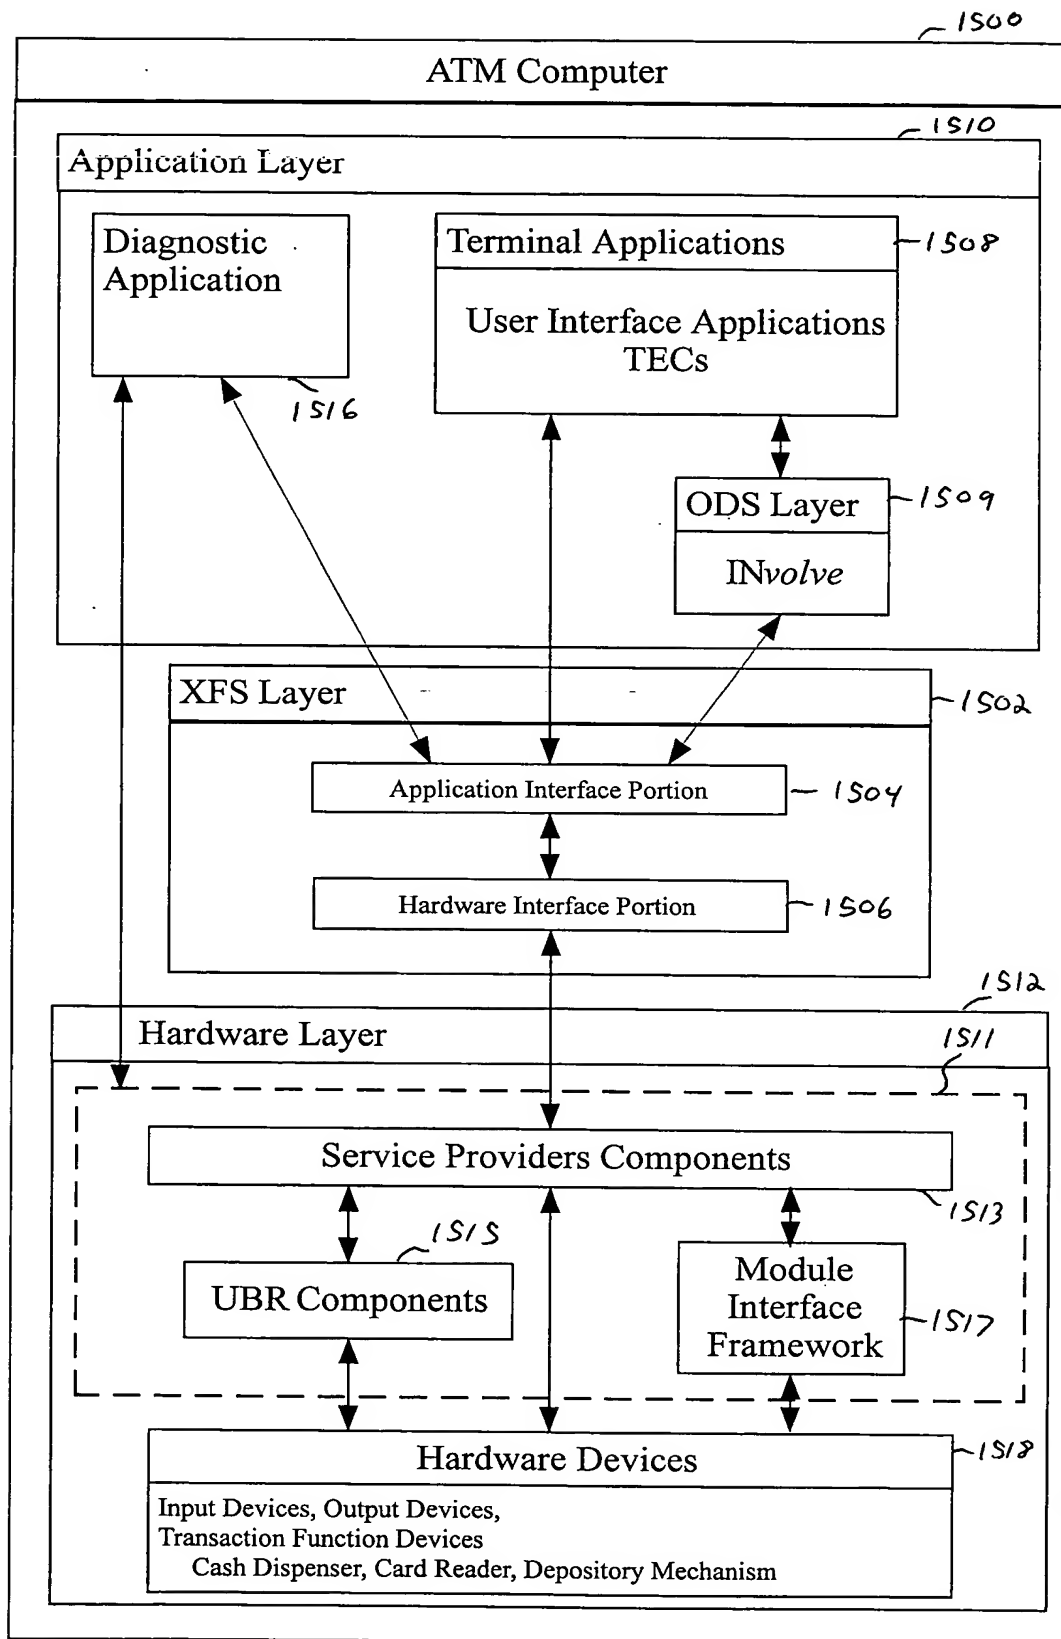 1500
ATM Computer
1510
Application Layer
Diagnostic
Application
1516
Terminal Applications
1508
User Interface Applications
TECs
ODS Layer
1509
INvolve
XFS Layer
1502
Application Interface Portion
1504
Hardware Interface Portion
1506
1512
Hardware Layer
1511
Service Providers Components
1513
1515
UBR Components
Module
Interface
Framework
1517
Hardware Devices
1518
Input Devices, Output Devices,
Transaction Function Devices
Cash Dispenser, Card Reader, Depository Mechanism